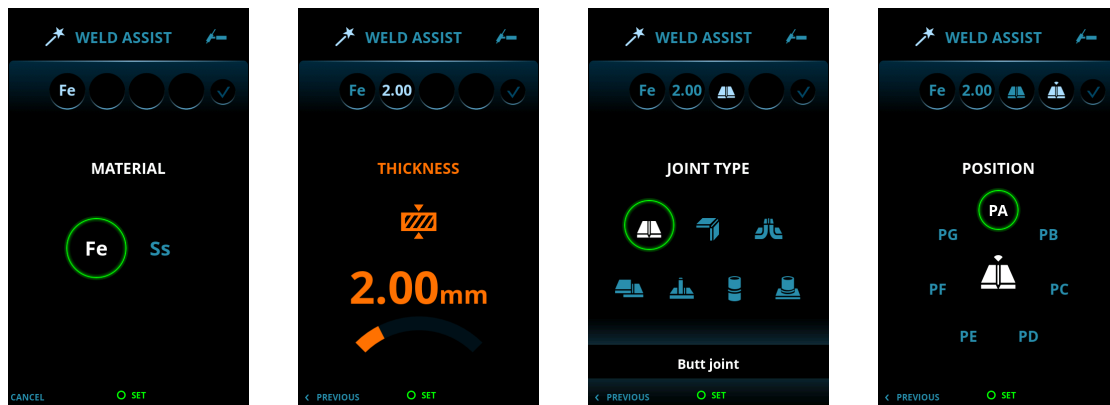 WELD ASSIST
Fe
MATERIAL
Fe Ss
CANCEL SET
WELD ASSIST
Fe 2.00
THICKNESS
2.00mm
PREVIOUS SET
WELD ASSIST
Fe 2.00
JOINT TYPE
Butt joint
PREVIOUS SET
WELD ASSIST
Fe 2.00
POSITION
PA
PG PB
PF PC
PE PD
PREVIOUS SET